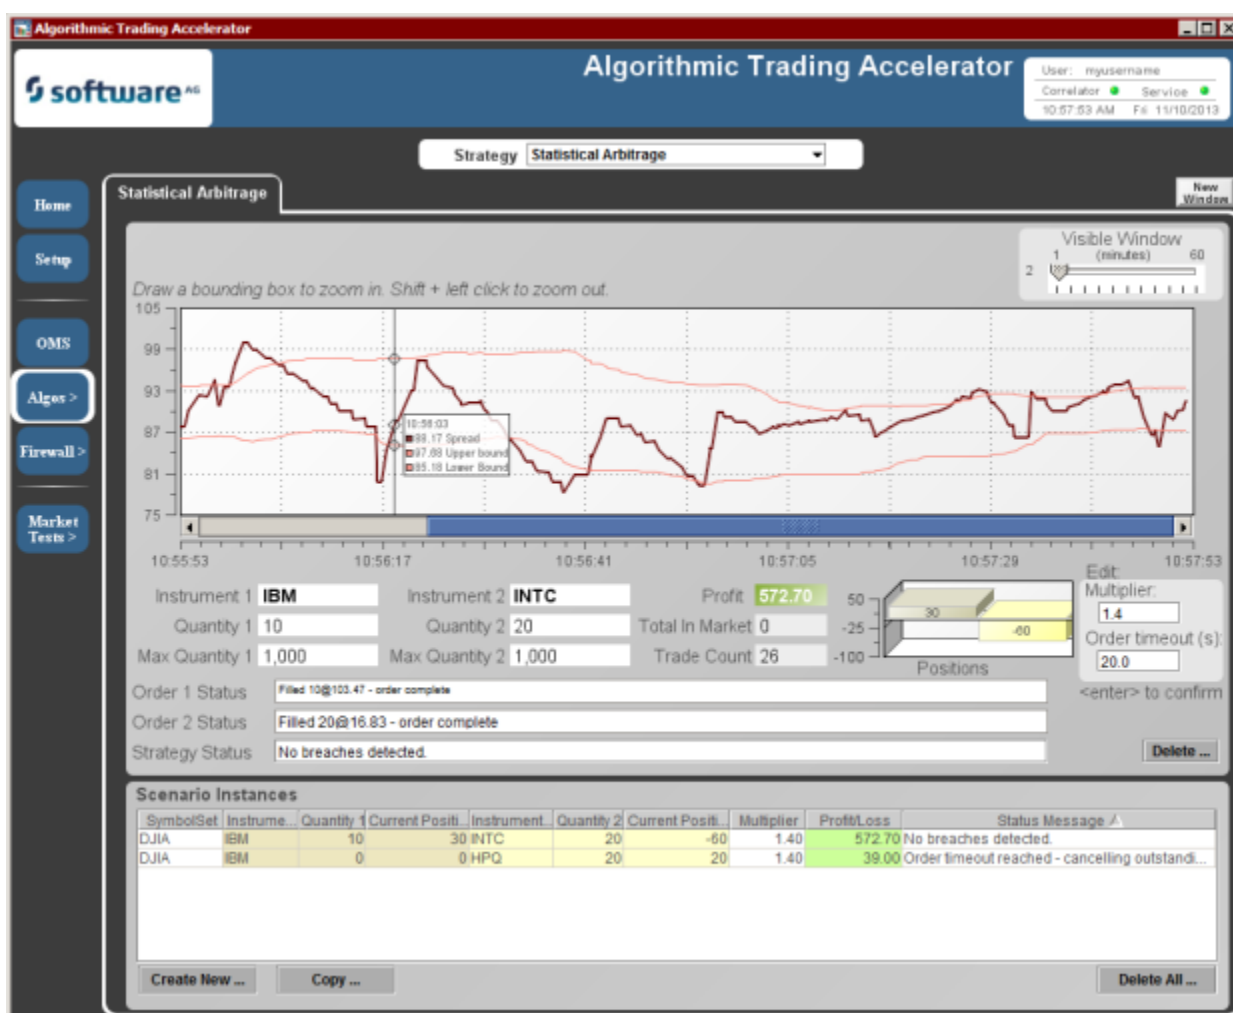 Algorithmic Trading Accelerator
software AG
Algorithmic Trading Accelerator
User: myusername
Correlator Service
10:57:53 AM Fri 11/10/2013
Strategy Statistical Arbitrage
Home
Setup
OMS
Algos >
Firewall >
Market
Tests >
Statistical Arbitrage
New
Window
Visible Window
1 (minutes) 60
2
Draw a bounding box to zoom in. Shift + left click to zoom out.
105
99
93
87
81
75
10:56:03
88.17 Spread
97.68 Upper bound
85.18 Lower Bound
10:55:53 10:56:17 10:56:41 10:57:05 10:57:29 10:57:53
Instrument 1 IBM Instrument 2 INTC Profit 572.70
Quantity 1 10 Quantity 2 20 Total In Market 0
Max Quantity 1 1,000 Max Quantity 2 1,000 Trade Count 26
50
-25
-100
30
-60
Positions
Edit:
Multiplier:
1.4
Order timeout (s):
20.0
<enter> to confirm
Order 1 Status Filled 10@103.47 - order complete
Order 2 Status Filled 20@16.83 - order complete
Strategy Status No breaches detected.
Delete ...
Scenario Instances
SymbolSet Instrume... Quantity 1 Current Positi... Instrument... Quantity 2 Current Positi... Multiplier Profit/Loss Status Message
DJIA IBM 10 30 INTC 20 -60 1.40 572.70 No breaches detected.
DJIA IBM 0 0 HPQ 20 20 1.40 39.00 Order timeout reached - cancelling outstandi...
Create New ... Copy ... Delete All ...